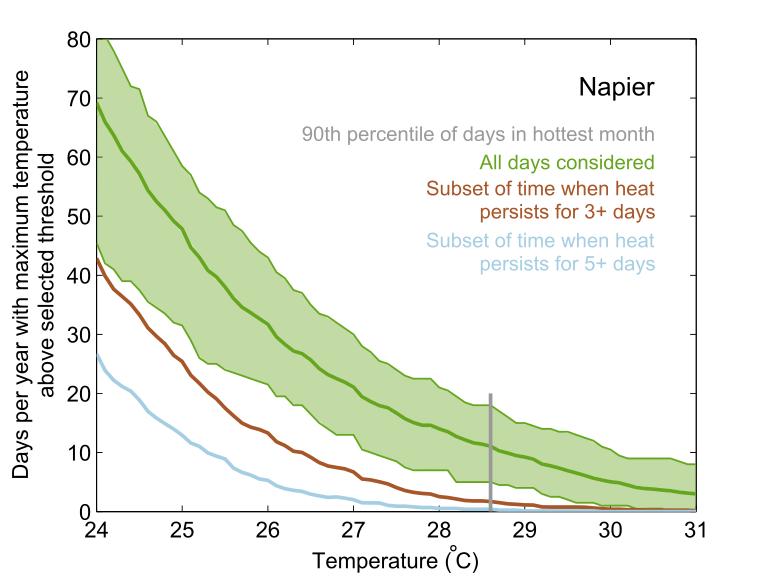 Napier
90th percentile of days in hottest month
All days considered
Subset of time when heat
persists for 3+ days
Subset of time when heat
persists for 5+ days
Days per year with maximum temperature
above selected threshold
80
70
60
50
40
30
20
10
0
24 25 26 27 28 29 30 31
Temperature (°C)